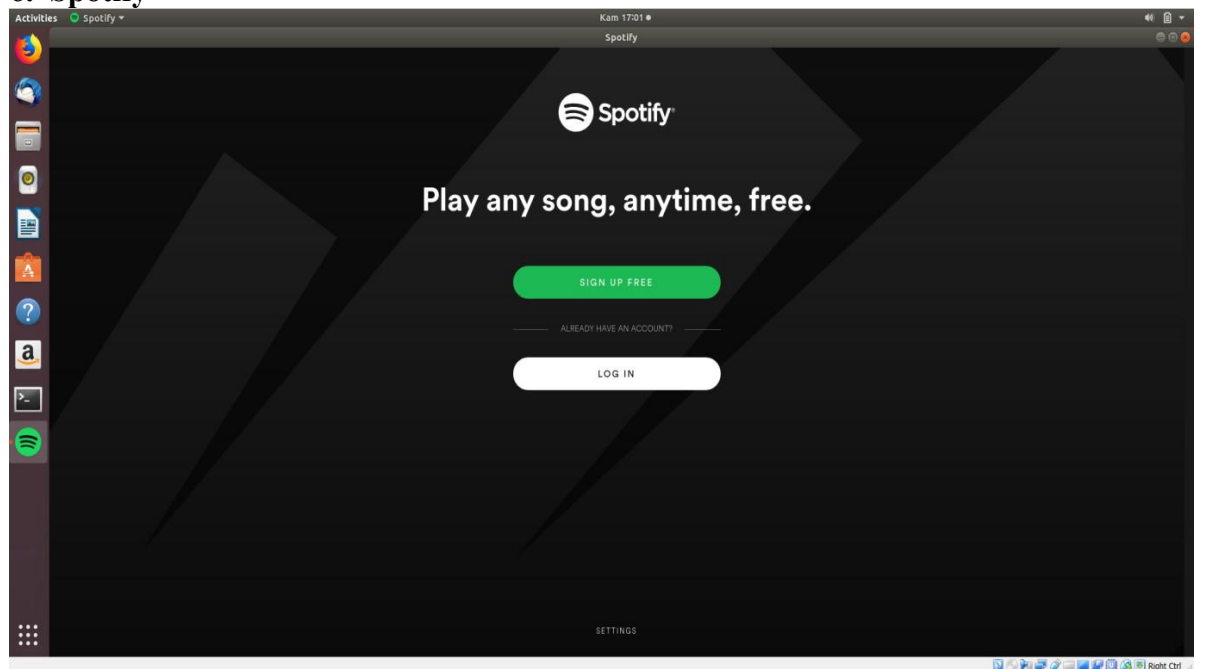 Activities Spotify Kam 17:01
Spotify
Spotify
Play any song, anytime, free.
SIGN UP FREE
ALREADY HAVE AN ACCOUNT?
LOG IN
SETTINGS
Right Ctrl